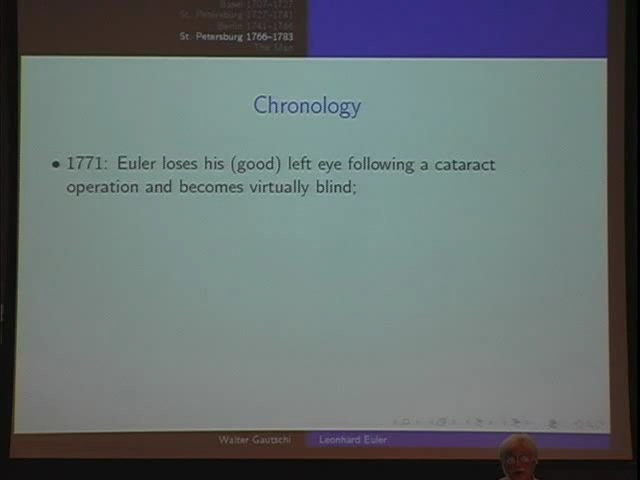 Basel 1707–1727
St. Petersburg 1727–1741
Berlin 1741–1766
St. Petersburg 1766–1783
The Man
Chronology
• 1771: Euler loses his (good) left eye following a cataract
operation and becomes virtually blind;
Walter Gautschi Leonhard Euler